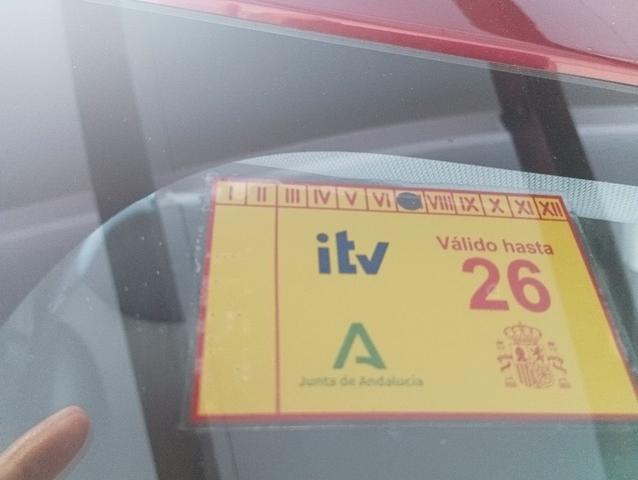 I II III IV V VI VIII IX X XI XII
itv
Válido hasta
26
Junta de Andalucía